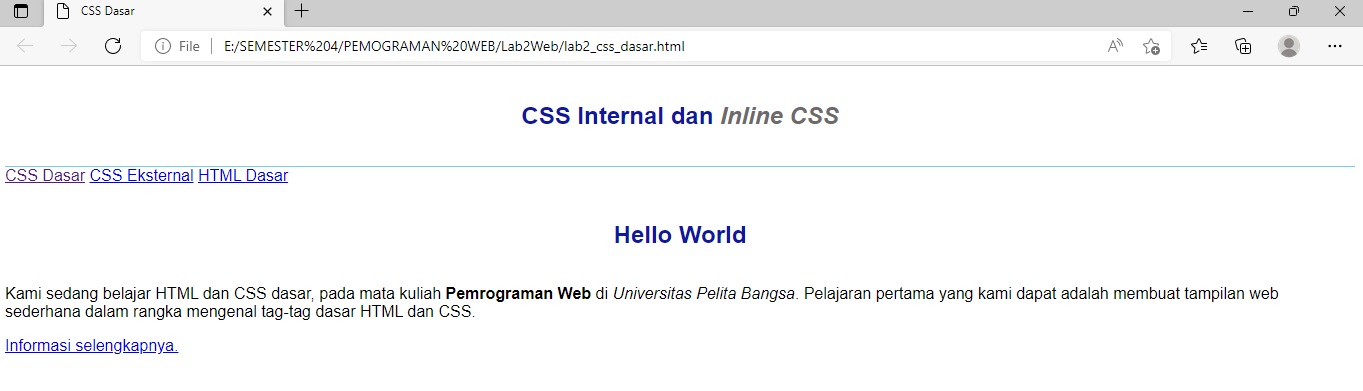 CSS Dasar
File
E:/SEMESTER%204/PEMOGRAMAN%20WEB/Lab2Web/lab2_css_dasar.html
CSS Internal dan Inline CSS
CSS Dasar CSS Eksternal HTML Dasar
Hello World
Kami sedang belajar HTML dan CSS dasar, pada mata kuliah Pemrograman Web di Universitas Pelita Bangsa. Pelajaran pertama yang kami dapat adalah membuat tampilan web
sederhana dalam rangka mengenal tag-tag dasar HTML dan CSS.
Informasi selengkapnya.